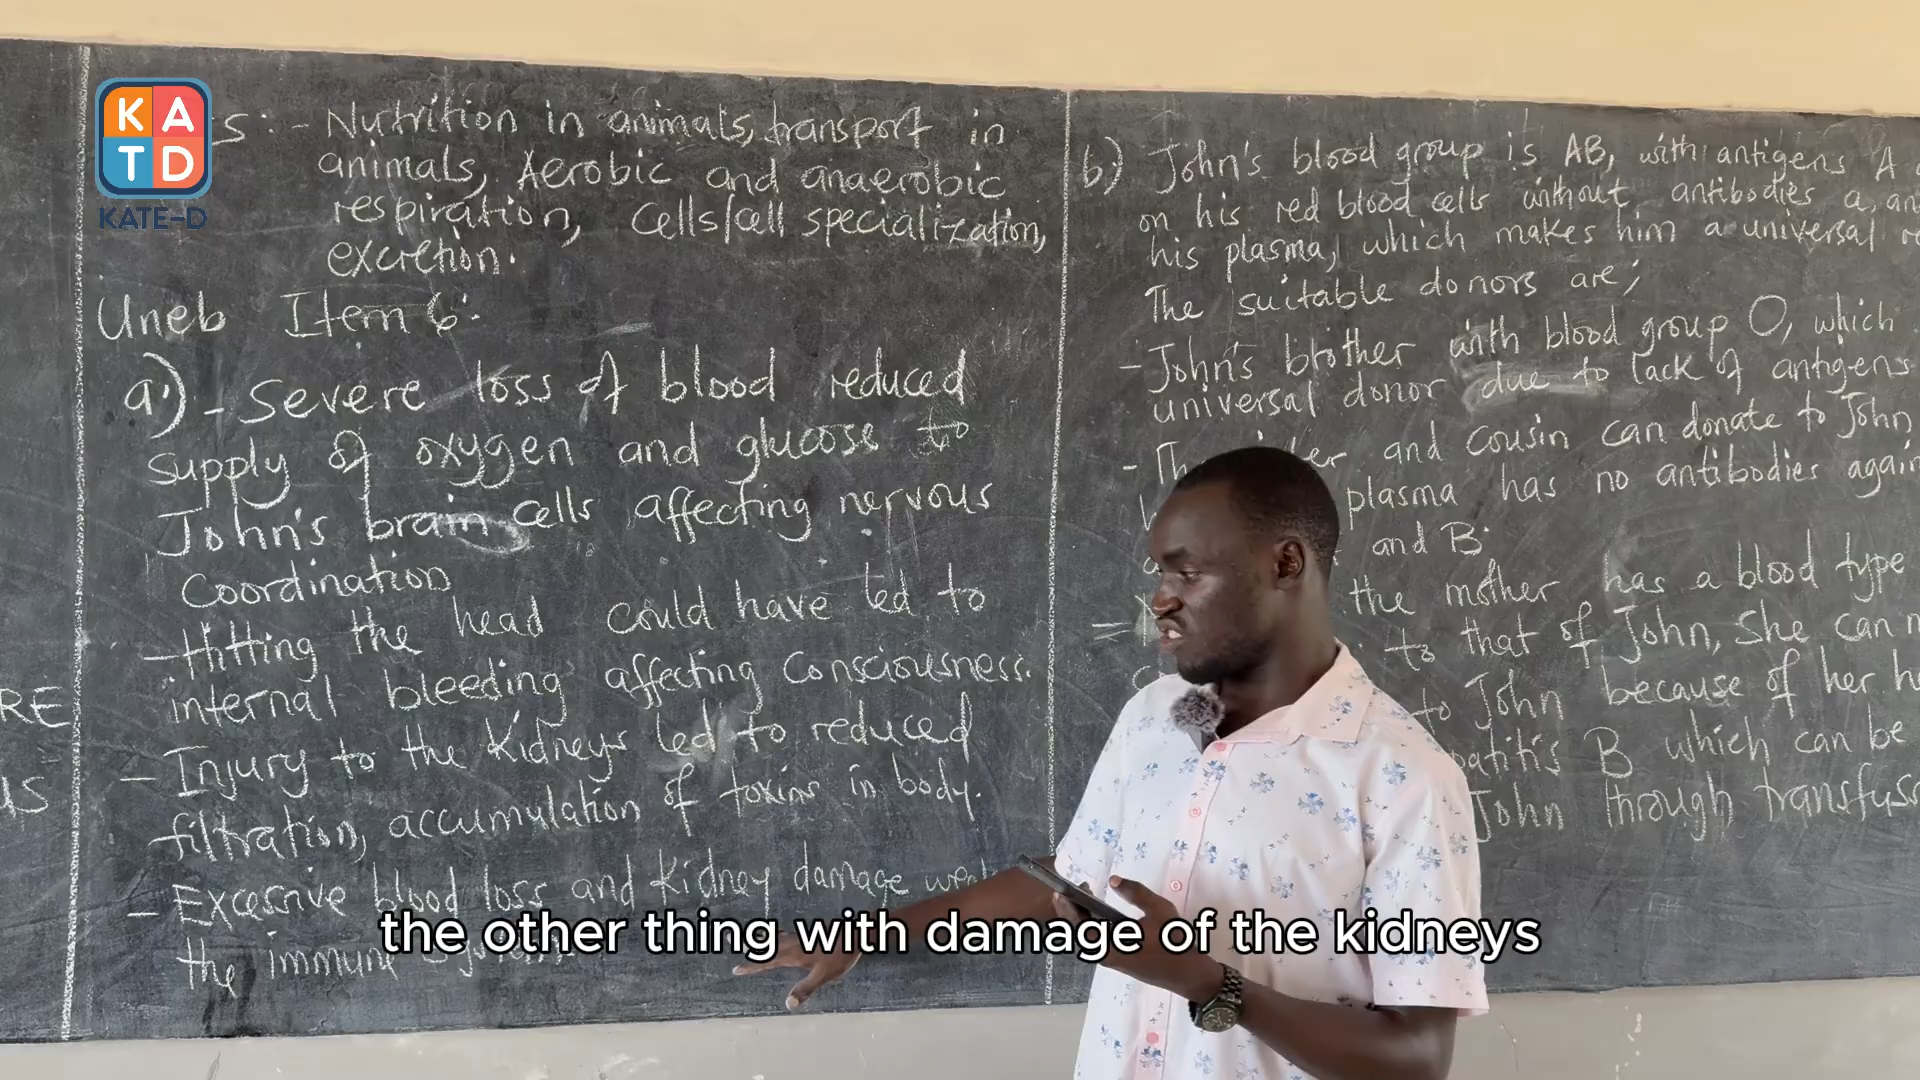 KATD
KATE-D
s: - Nutrition in animals, transport in
animals, Aerobic and anaerobic
respiration, Cells/cell specialization,
excretion.
Uneb Item 6:
a) - Severe loss of blood reduced
supply of oxygen and glucose to
John's brain cells affecting nervous
Coordination
- Hitting the head could have led to
internal bleeding affecting Consciousness.
- Injury to the Kidneys led to reduced
filtration, accumulation of toxins in body.
- Excessive blood loss and Kidney damage
the immune
RE
us
b) John's blood group is AB, with antigens A
on his red blood cells without antibodies a, an
his plasma, which makes him a universal re
The suitable donors are;
- John's brother with blood group O, which
universal donor due to lack of antigens
- Th er and cousin can donate to John
plasma has no antibodies again
and B.
the mother has a blood type
to that of John, She can n
to John because of her he
patitis B which can be
John through transfus
the other thing with damage of the kidneys